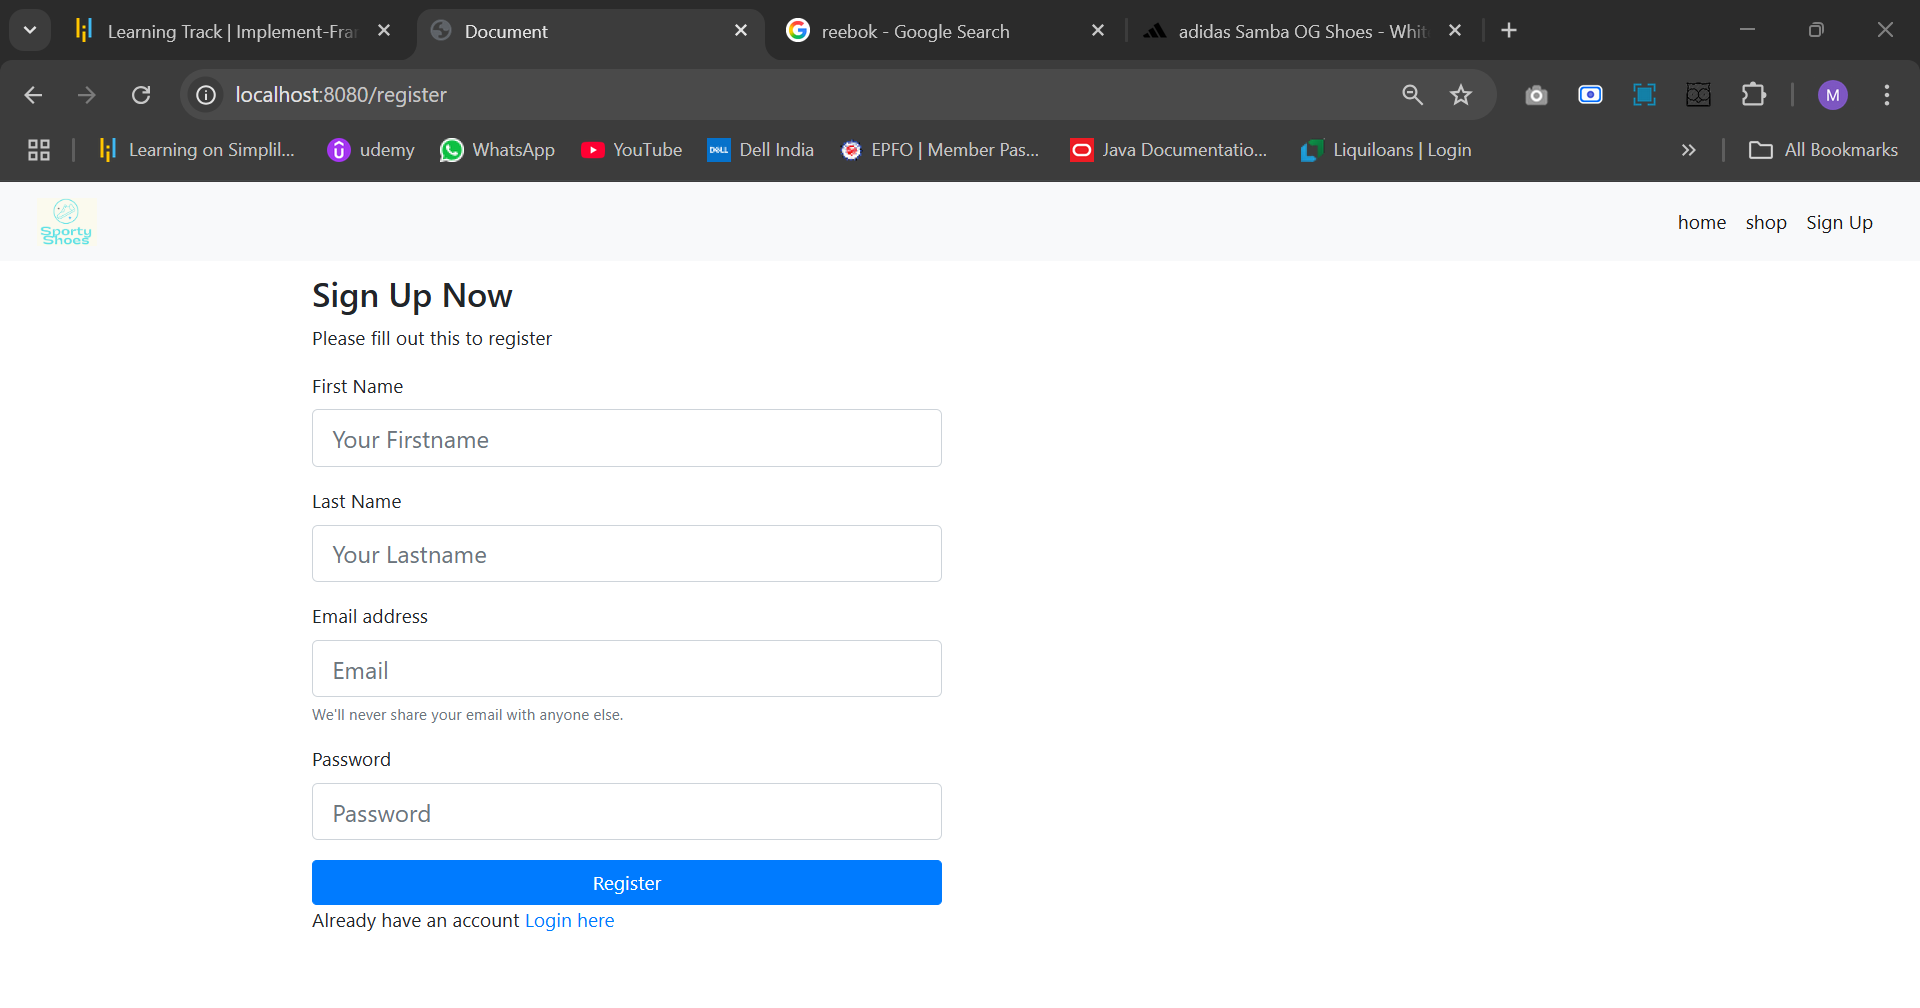 Learning Track | Implement-Fra
Document
reebok - Google Search
adidas Samba OG Shoes - Whit
localhost:8080/register
M
Learning on Simplil...
udemy
WhatsApp
YouTube
DELL
Dell India
EPFO | Member Pas...
Java Documentatio...
Liquiloans | Login
All Bookmarks
Sporty
Shoes
home
shop
Sign Up
Sign Up Now
Please fill out this to register
First Name
Your Firstname
Last Name
Your Lastname
Email address
Email
We'll never share your email with anyone else.
Password
Password
Register
Already have an account Login here